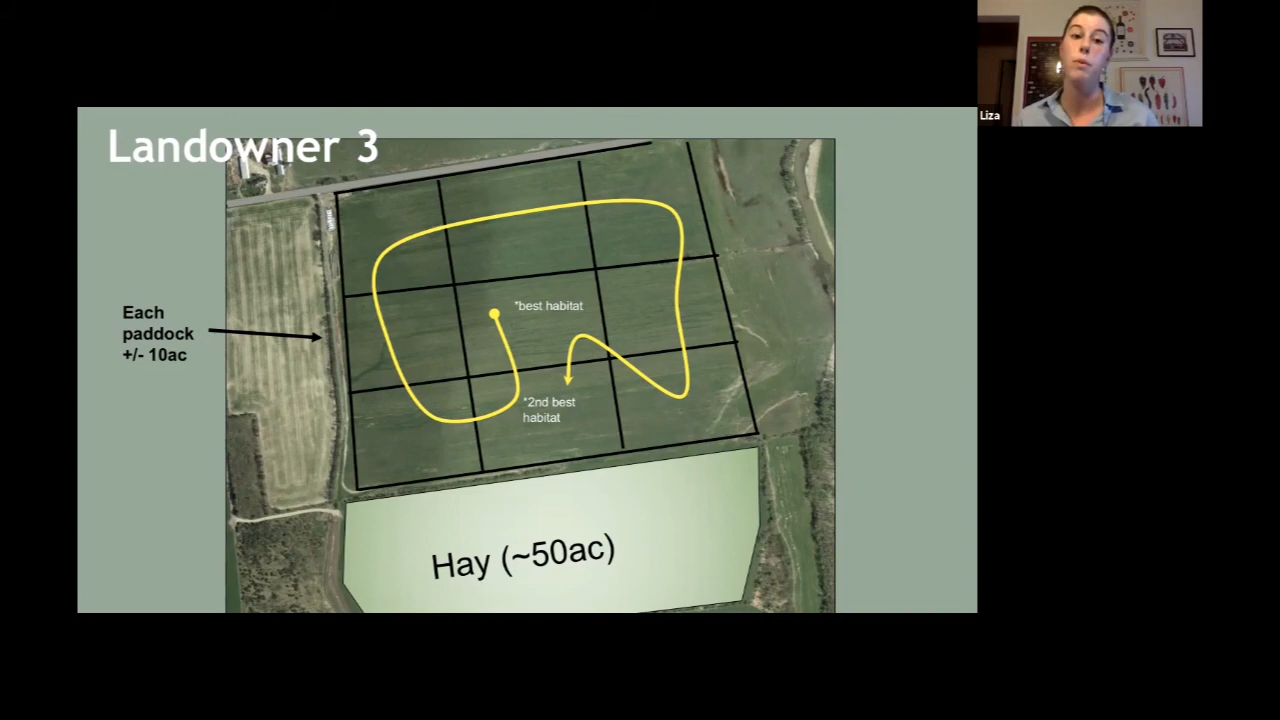 Landowner 3
Each
paddock
+/- 10ac
*best habitat
*2nd best
habitat
Hay (~50ac)
Liza